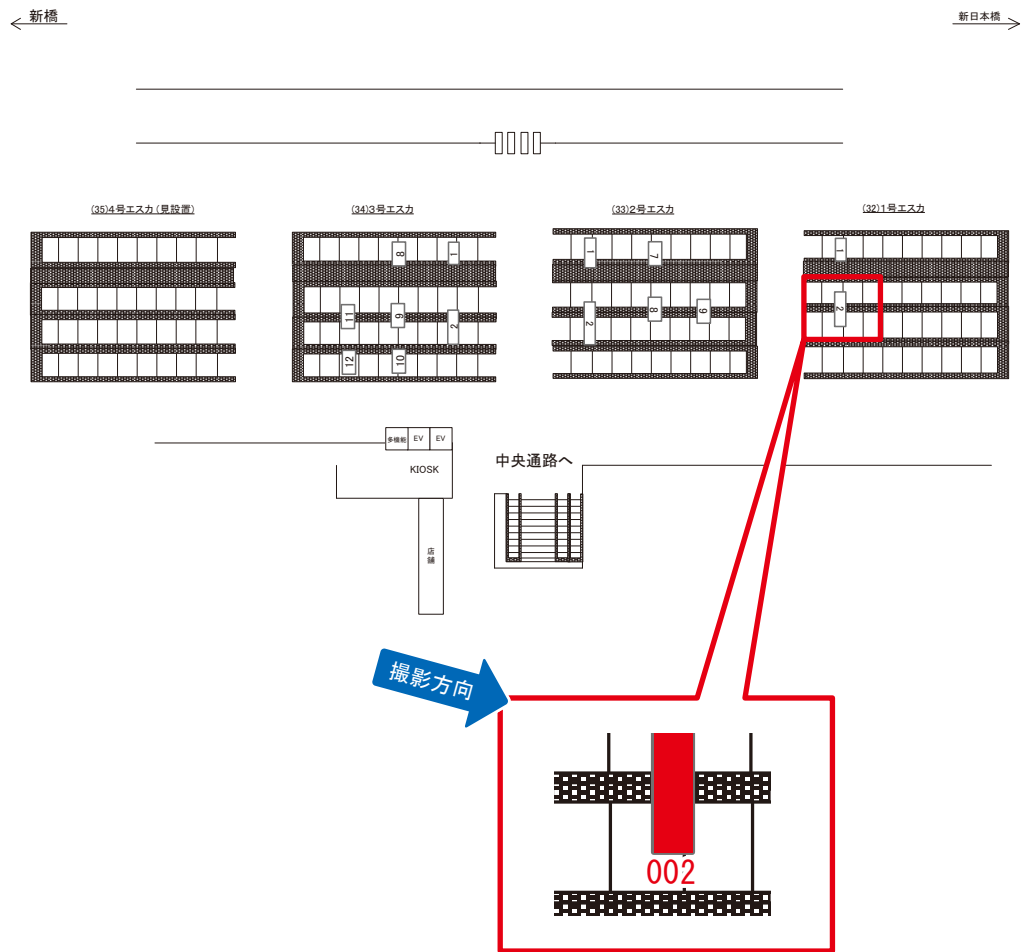 新橋
新日本橋
(35)4号エスカ(見設置)
(34)3号エスカ
(33)2号エスカ
(32)1号エスカ
8
1
1
7
1
11
9
2
2
8
9
2
12
10
多機能
EV
EV
KIOSK
中央通路へ
店舗
撮影方向
002